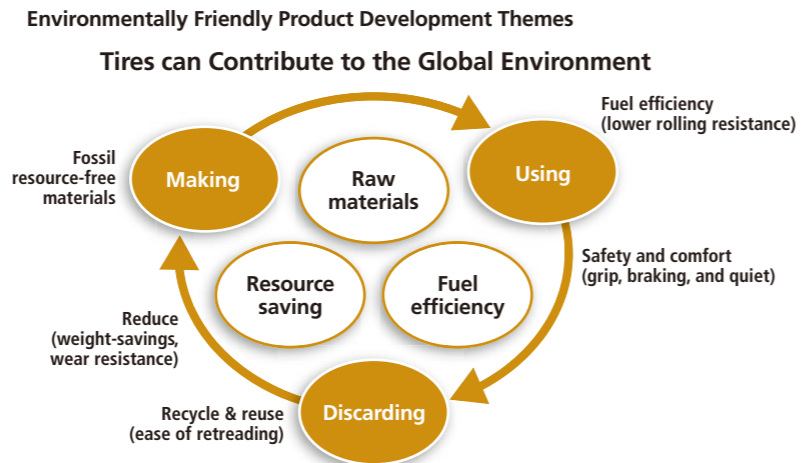 Environmentally Friendly Product Development Themes
Tires can Contribute to the Global Environment
Fuel efficiency
(lower rolling resistance)
Making
Using
Fossil
resource-free
materials
Raw
materials
Safety and comfort
(grip, braking, and quiet)
Resource
saving
Fuel
efficiency
Reduce
(weight-savings,
wear resistance)
Discarding
Recycle & reuse
(ease of retreading)